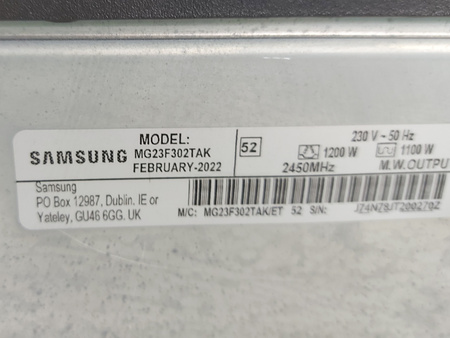 SAMSUNG
MODEL:
MG23F302TAK
FEBRUARY-2022
52
230 V ~ 50 Hz
1200 W 1100 W
2450MHz M.W.OUTPU
Samsung
PO Box 12987, Dublin. IE or
Yateley, GU46 6GG. UK
M/C: MG23F302TAK/ET 52 S/N: